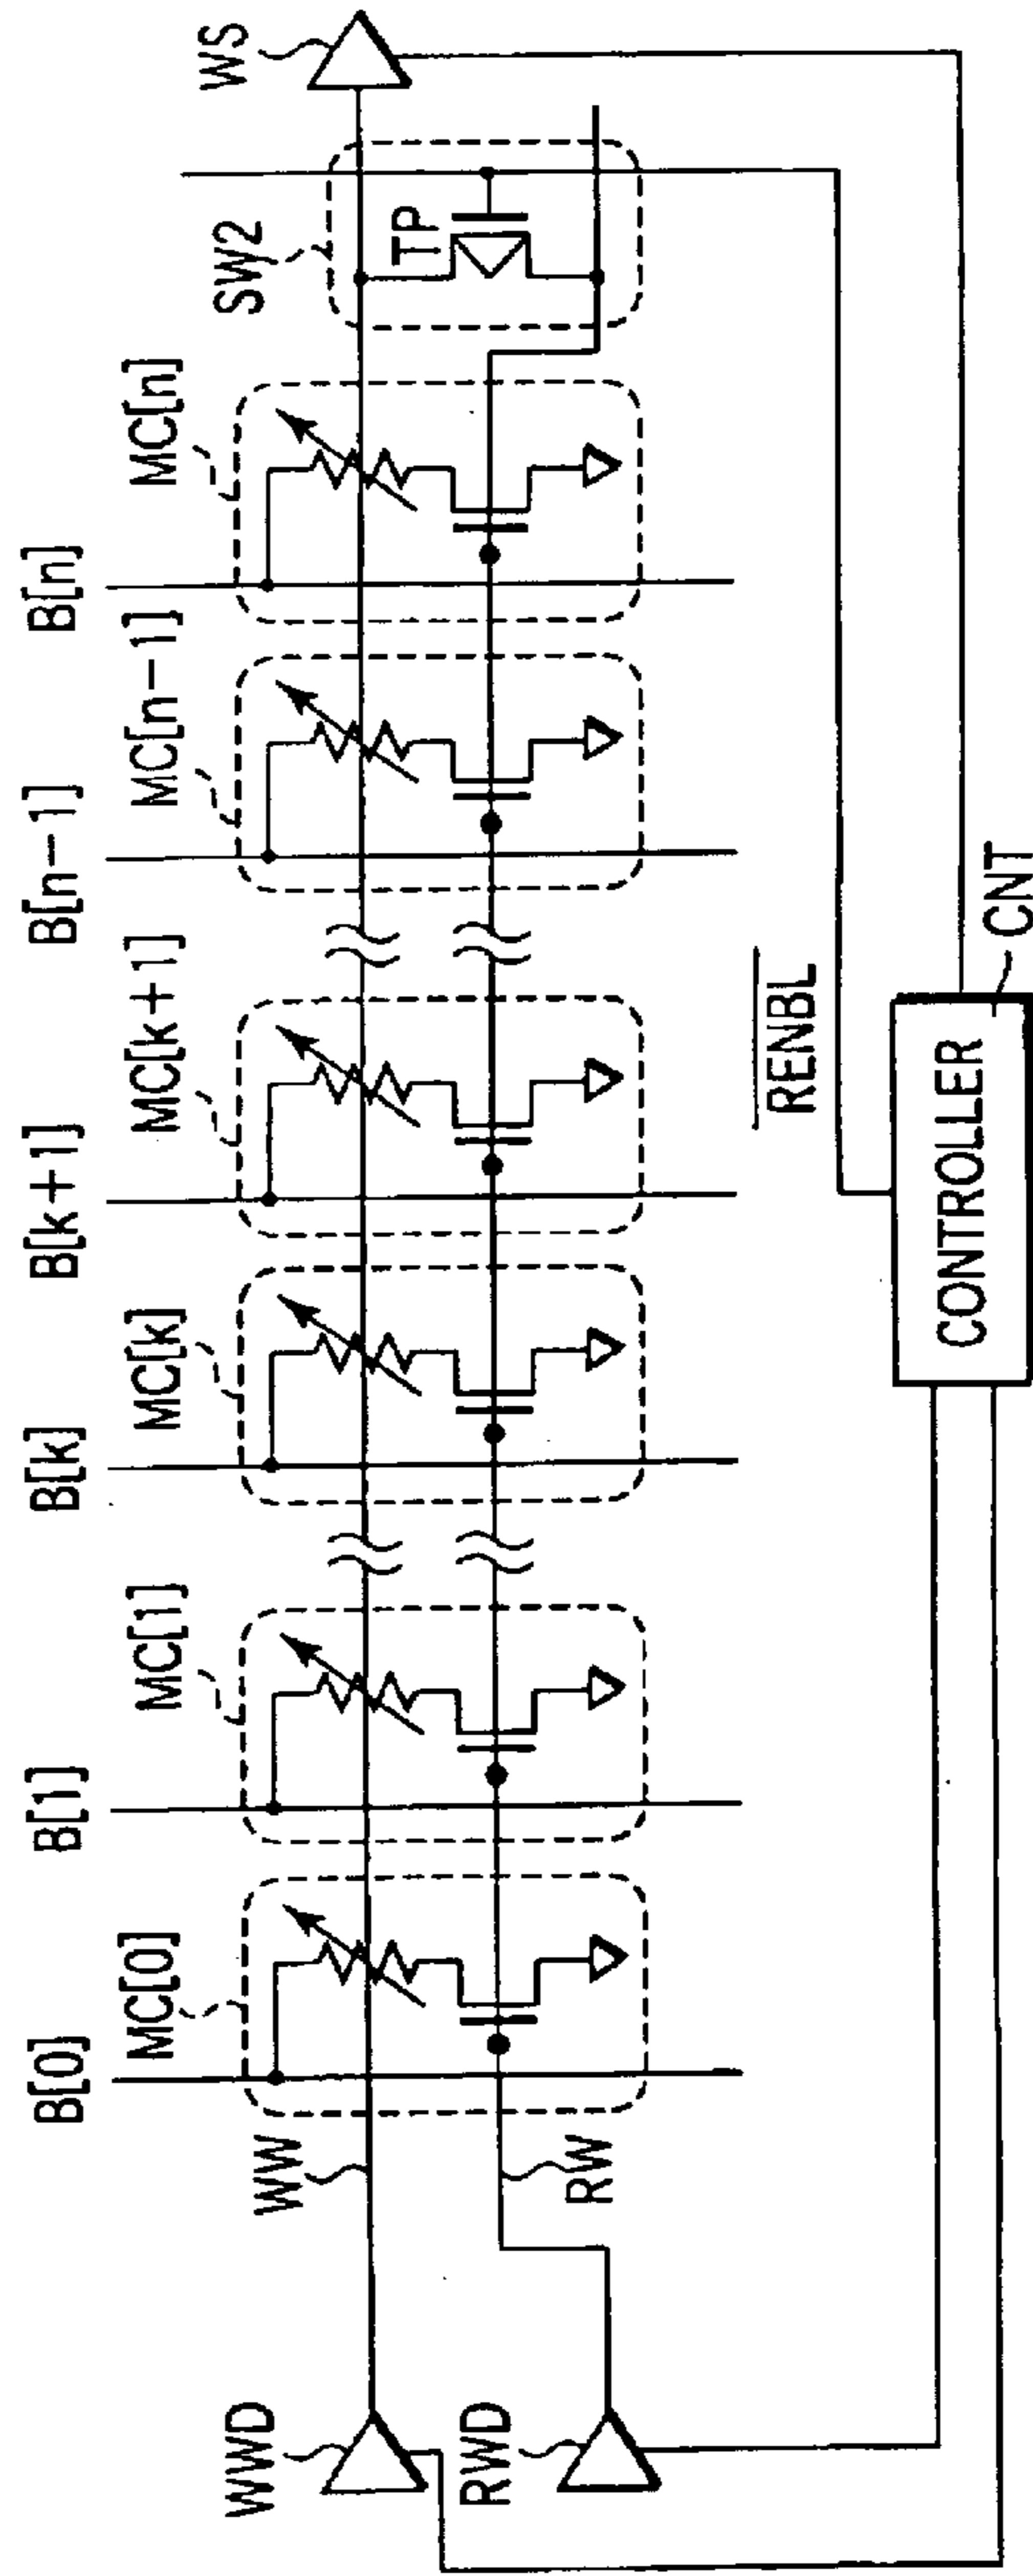 B[0]
B[1]
B[k]
B[k+1]
B[n-1]
B[n]
MC[0]
MC[1]
MC[k]
MC[k+1]
MC[n-1]
MC[n]
SW2
WS
TP
WWD
WW
RWD
RW
RENBL
CONTROLLER
CNT